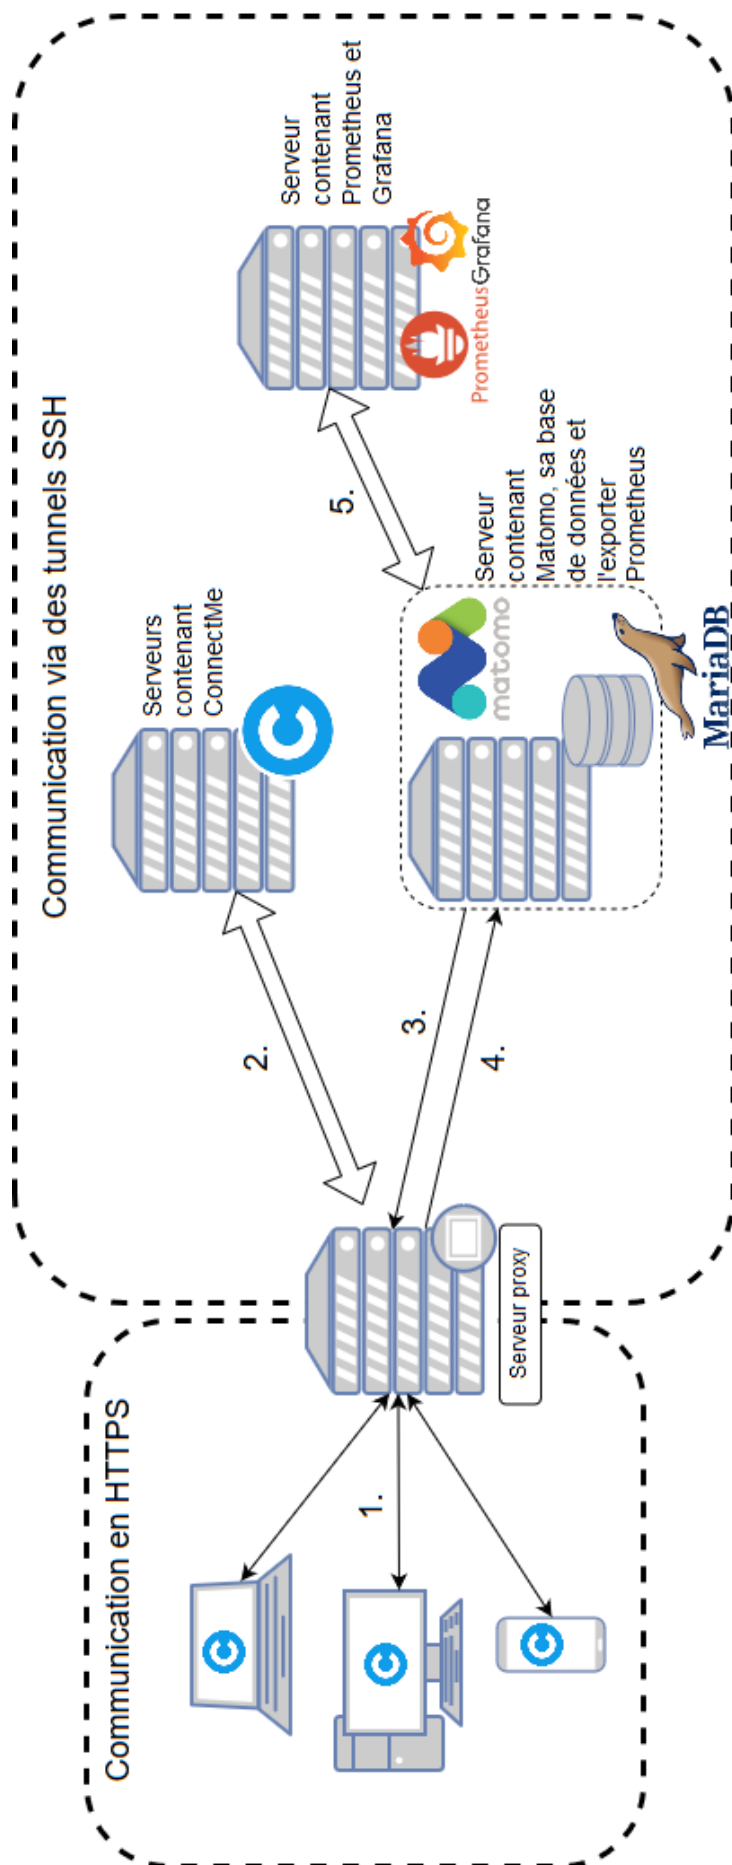 Communication en HTTPS
1.
Serveur proxy
Communication via des tunnels SSH
2.
Serveurs
contenant
ConnectMe
3.
4.
matomo
MariaDB
Serveur
contenant
Matomo, sa base
de données et
l'exporter
Prometheus
5.
Serveur
contenant
Prometheus et
Grafana
Prometheus
Grafana